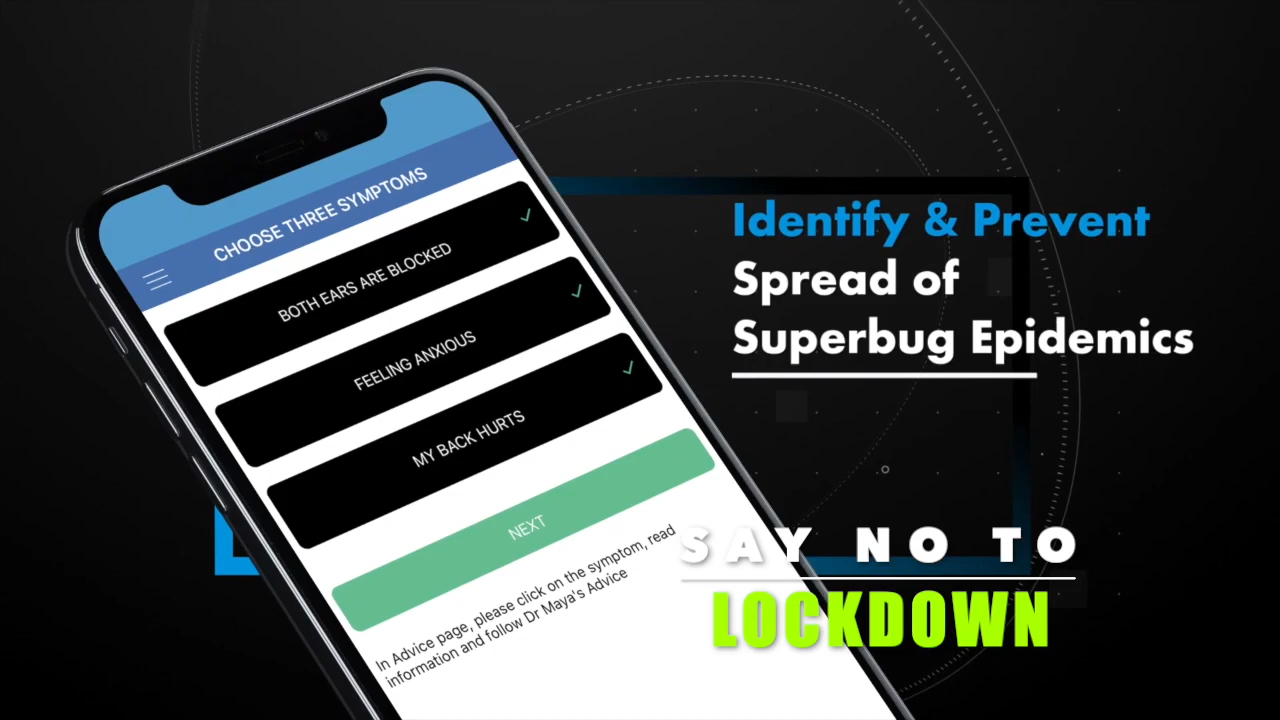 CHOOSE THREE SYMPTOMS
BOTH EARS ARE BLOCKED
FEELING ANXIOUS
MY BACK HURTS
NEXT
In Advice page, please click on the symptom, read
information and follow Dr Maya's Advice
Identify & Prevent
Spread of
Superbug Epidemics
SAY NO TO
LOCKDOWN